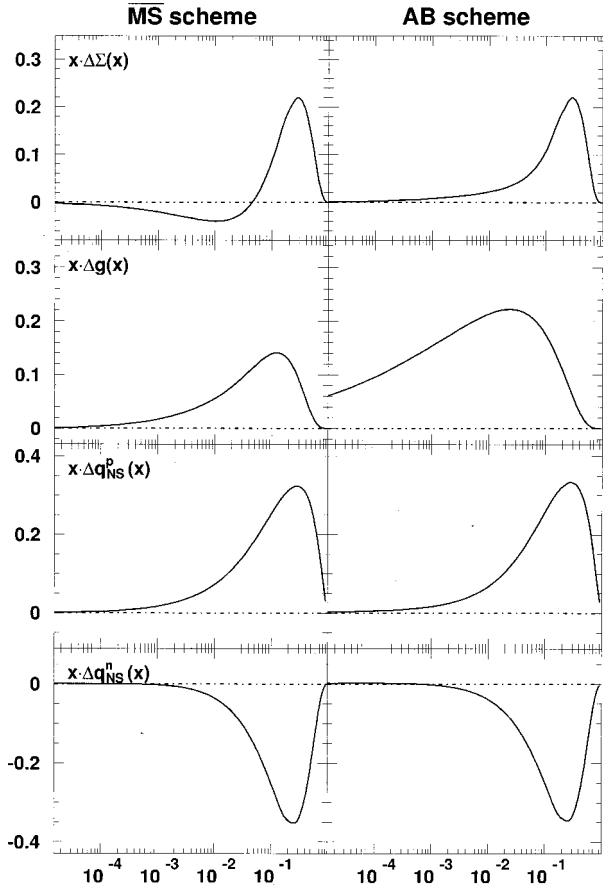 MS scheme AB scheme
x·ΔΣ(x)
0.3
0.2
0.1
0
x·Δg(x)
0.3
0.2
0.1
0
x·Δq^p_NS(x)
0.4
0.2
0
x·Δq^n_NS(x)
0
-0.2
-0.4
10^-4 10^-3 10^-2 10^-1 10^-4 10^-3 10^-2 10^-1